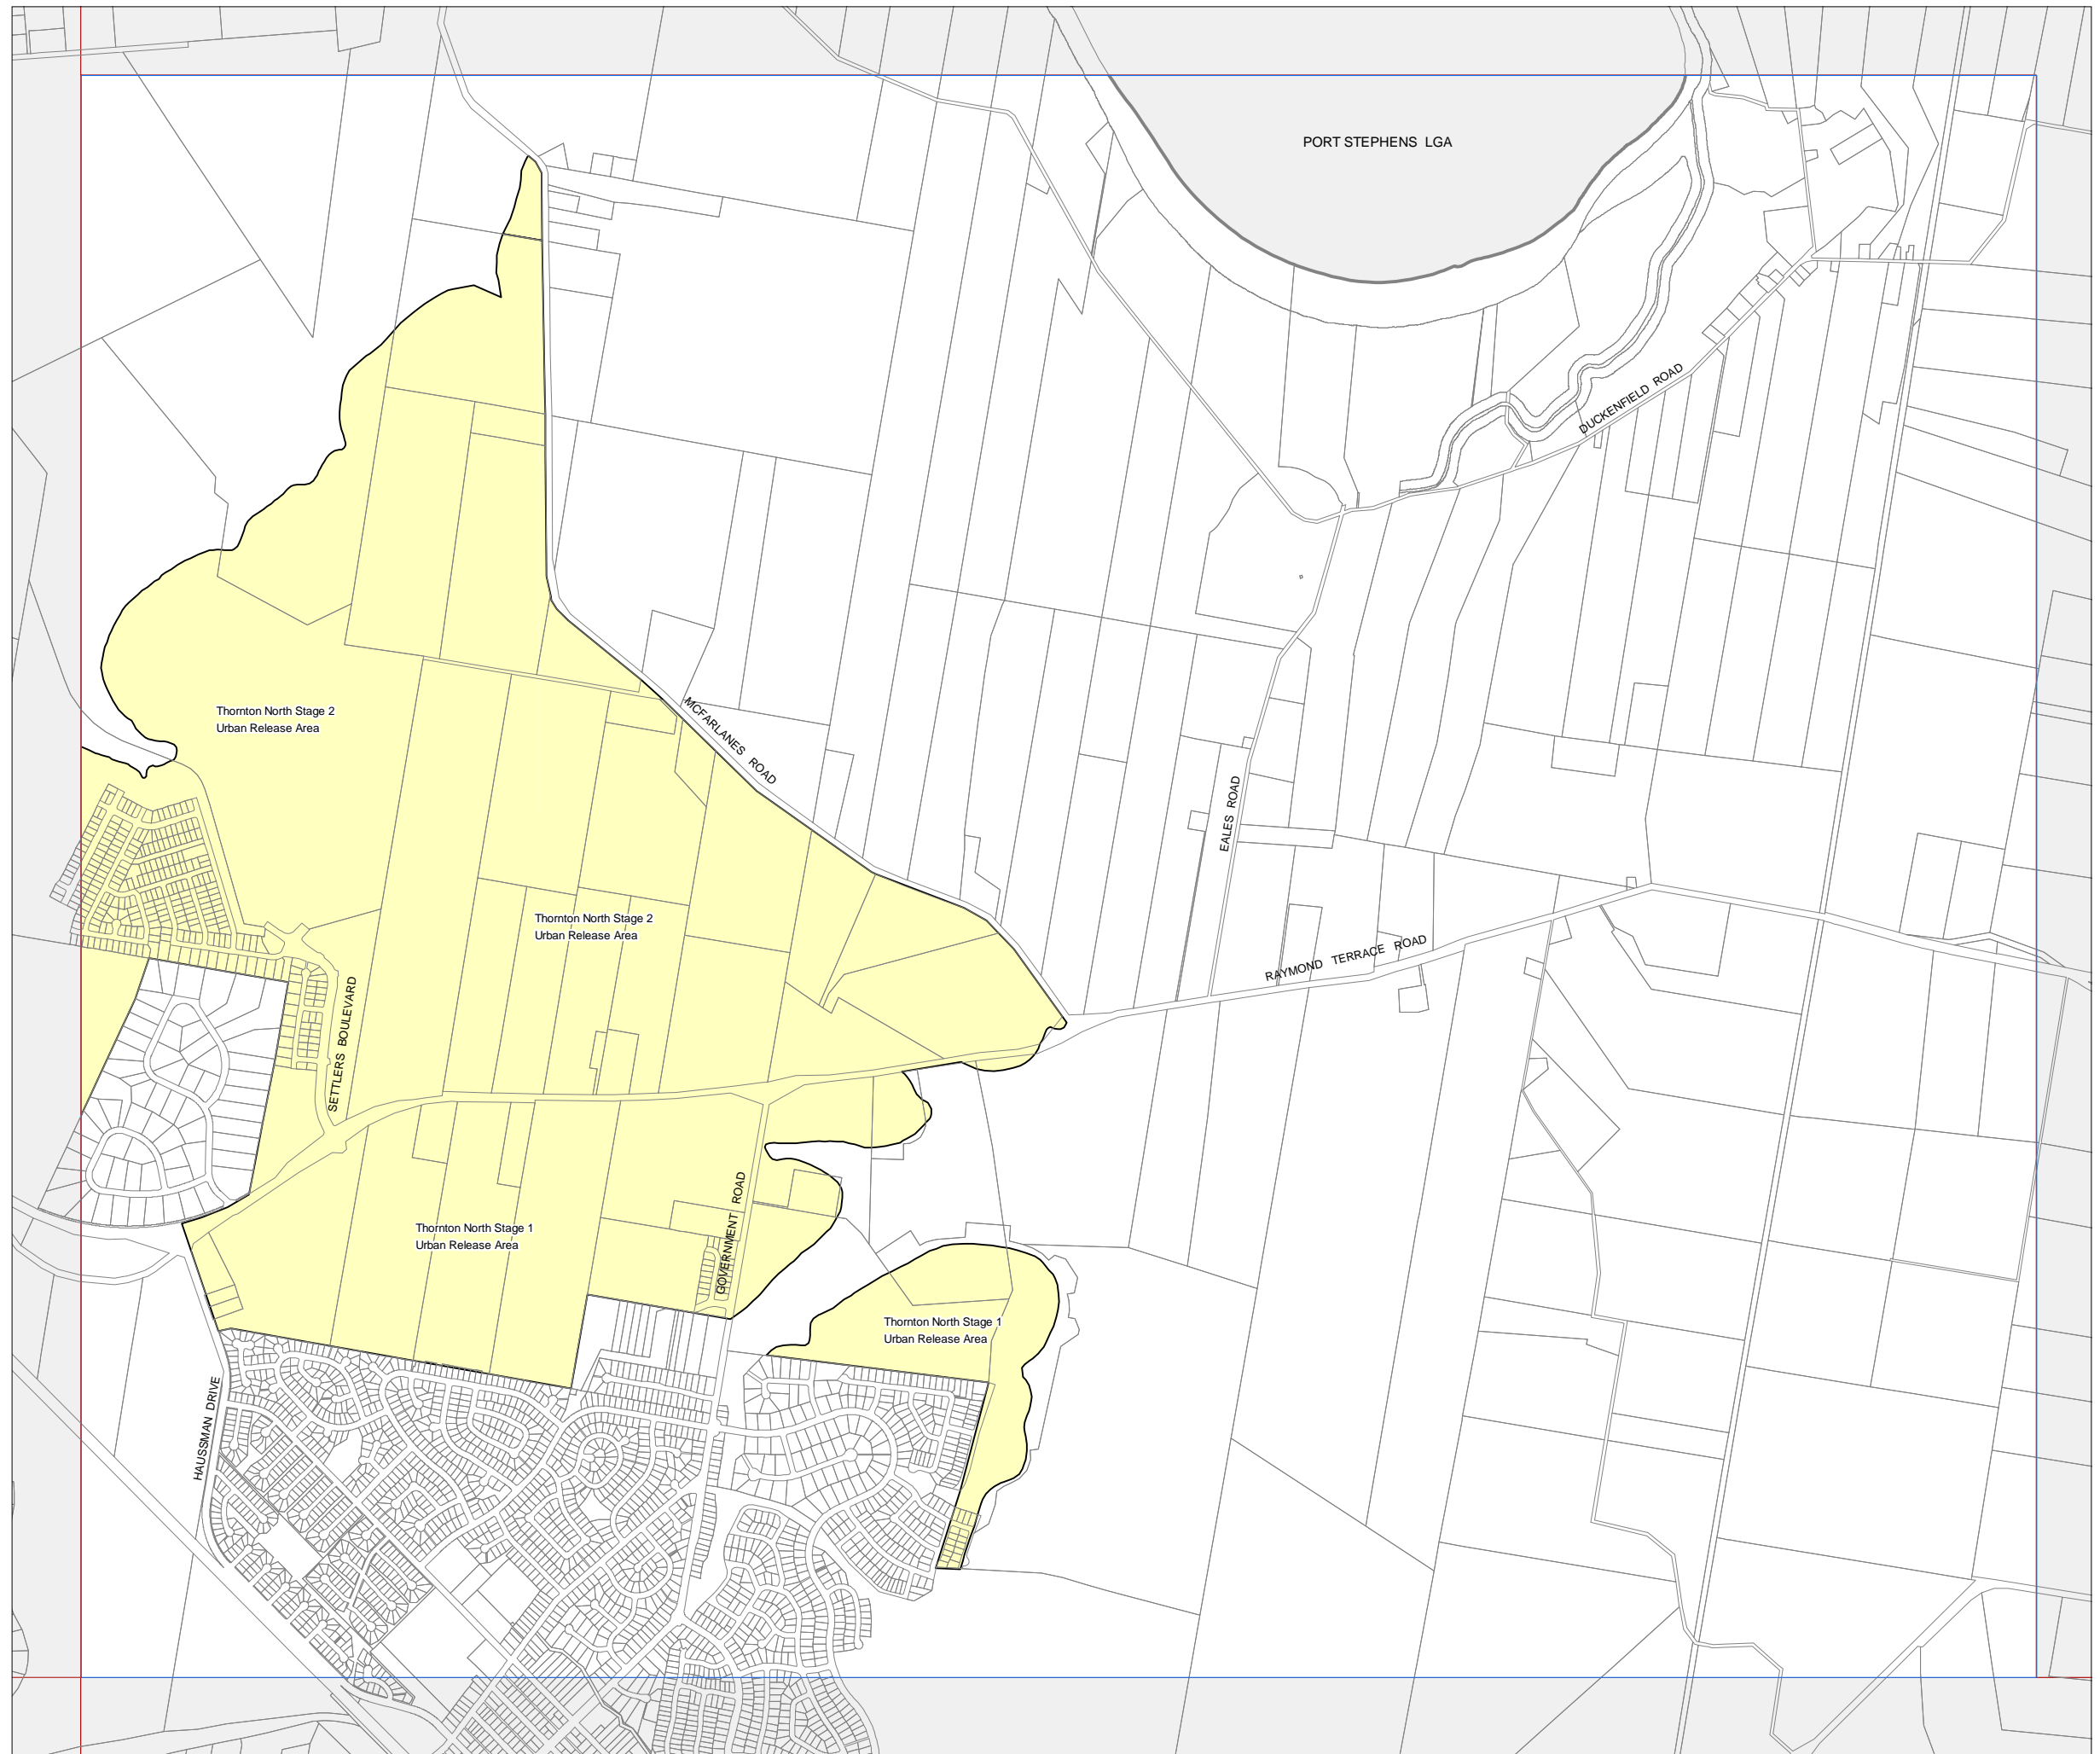 PORT STEPHENS LGA
DUCKENFIELD ROAD
Thornton North Stage 2
Urban Release Area
MCFARLANES ROAD
EALES ROAD
Thornton North Stage 2
Urban Release Area
RAYMOND TERRACE ROAD
SETTLERS BOULEVARD
Thornton North Stage 1
Urban Release Area
GOVERNMENT ROAD
Thornton North Stage 1
Urban Release Area
HAUSSMAN DRIVE